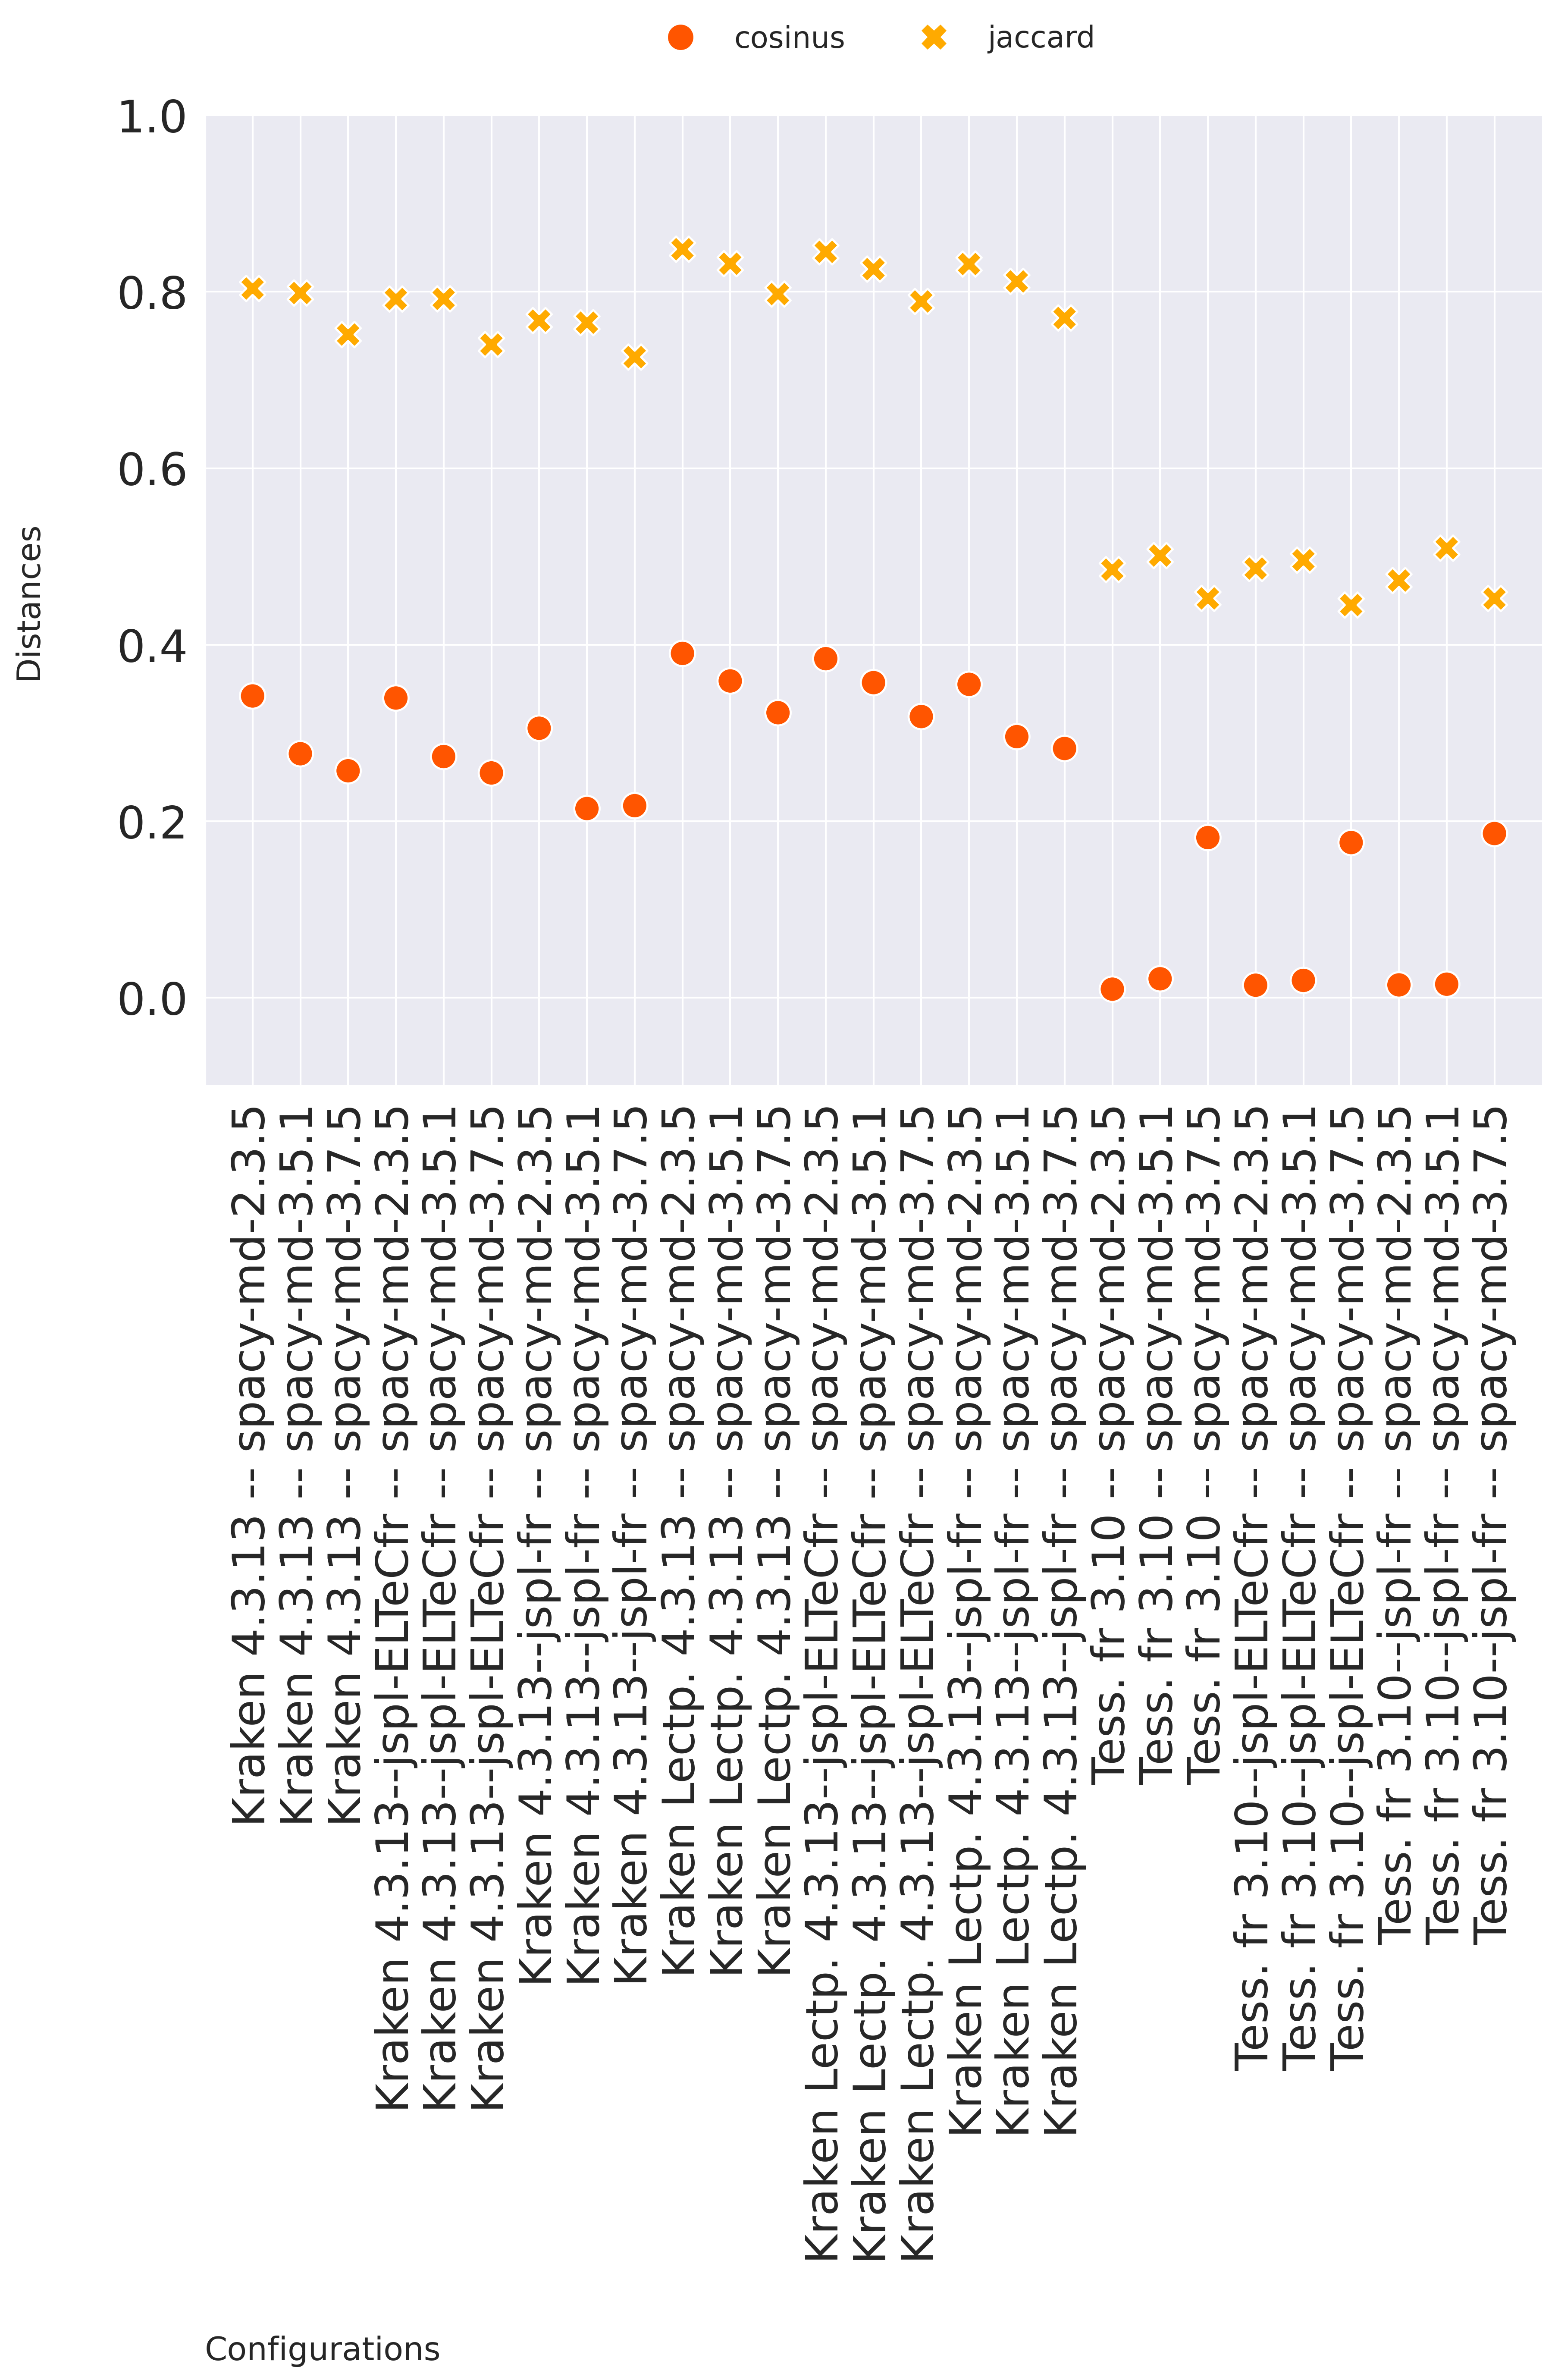 cosinus jaccard
1.0
0.8
0.6
0.4
0.2
0.0
Distances
Kraken 4.3.13 -- spacy-md-2.3.5
Kraken 4.3.13 -- spacy-md-3.5.1
Kraken 4.3.13 -- spacy-md-3.7.5
Kraken 4.3.13--jspl-ELTeCfr -- spacy-md-2.3.5
Kraken 4.3.13--jspl-ELTeCfr -- spacy-md-3.5.1
Kraken 4.3.13--jspl-ELTeCfr -- spacy-md-3.7.5
Kraken 4.3.13--jspl-fr -- spacy-md-2.3.5
Kraken 4.3.13--jspl-fr -- spacy-md-3.5.1
Kraken 4.3.13--jspl-fr -- spacy-md-3.7.5
Kraken Lectp. 4.3.13 -- spacy-md-2.3.5
Kraken Lectp. 4.3.13 -- spacy-md-3.5.1
Kraken Lectp. 4.3.13 -- spacy-md-3.7.5
Kraken Lectp. 4.3.13--jspl-ELTeCfr -- spacy-md-2.3.5
Kraken Lectp. 4.3.13--jspl-ELTeCfr -- spacy-md-3.5.1
Kraken Lectp. 4.3.13--jspl-ELTeCfr -- spacy-md-3.7.5
Kraken Lectp. 4.3.13--jspl-fr -- spacy-md-2.3.5
Kraken Lectp. 4.3.13--jspl-fr -- spacy-md-3.5.1
Kraken Lectp. 4.3.13--jspl-fr -- spacy-md-3.7.5
Tess. fr 3.10 -- spacy-md-2.3.5
Tess. fr 3.10 -- spacy-md-3.5.1
Tess. fr 3.10 -- spacy-md-3.7.5
Tess. fr 3.10--jspl-ELTeCfr -- spacy-md-2.3.5
Tess. fr 3.10--jspl-ELTeCfr -- spacy-md-3.5.1
Tess. fr 3.10--jspl-ELTeCfr -- spacy-md-3.7.5
Tess. fr 3.10--jspl-fr -- spacy-md-2.3.5
Tess. fr 3.10--jspl-fr -- spacy-md-3.5.1
Tess. fr 3.10--jspl-fr -- spacy-md-3.7.5
Configurations